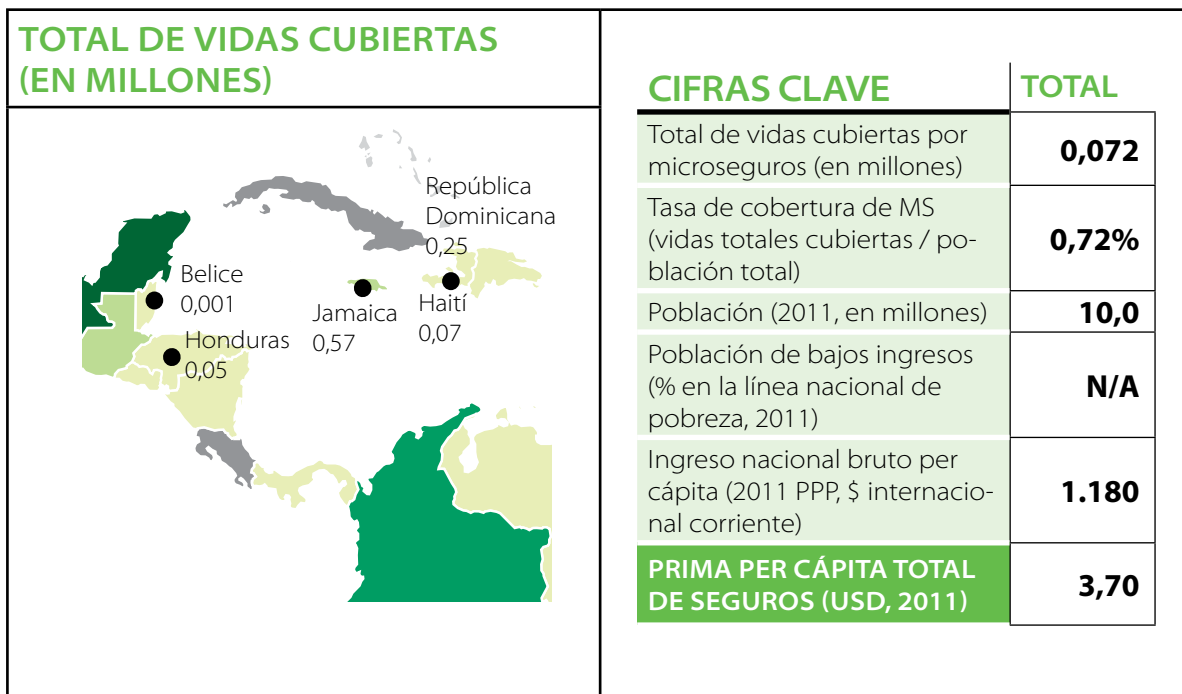 TOTAL DE VIDAS CUBIERTAS
(EN MILLONES)
República
Dominicana
0,25
Belice
0,001
Jamaica
0,57
Haití
0,07
Honduras
0,05
CIFRAS CLAVE TOTAL
Total de vidas cubiertas por
microseguros (en millones)
0,072
Tasa de cobertura de MS
(vidas totales cubiertas / po-
blación total)
0,72%
Población (2011, en millones)
10,0
Población de bajos ingresos
(% en la línea nacional de
pobreza, 2011)
N/A
Ingreso nacional bruto per
cápita (2011 PPP, $ internacio-
nal corriente)
1.180
PRIMA PER CÁPITA TOTAL
DE SEGUROS (USD, 2011)
3,70